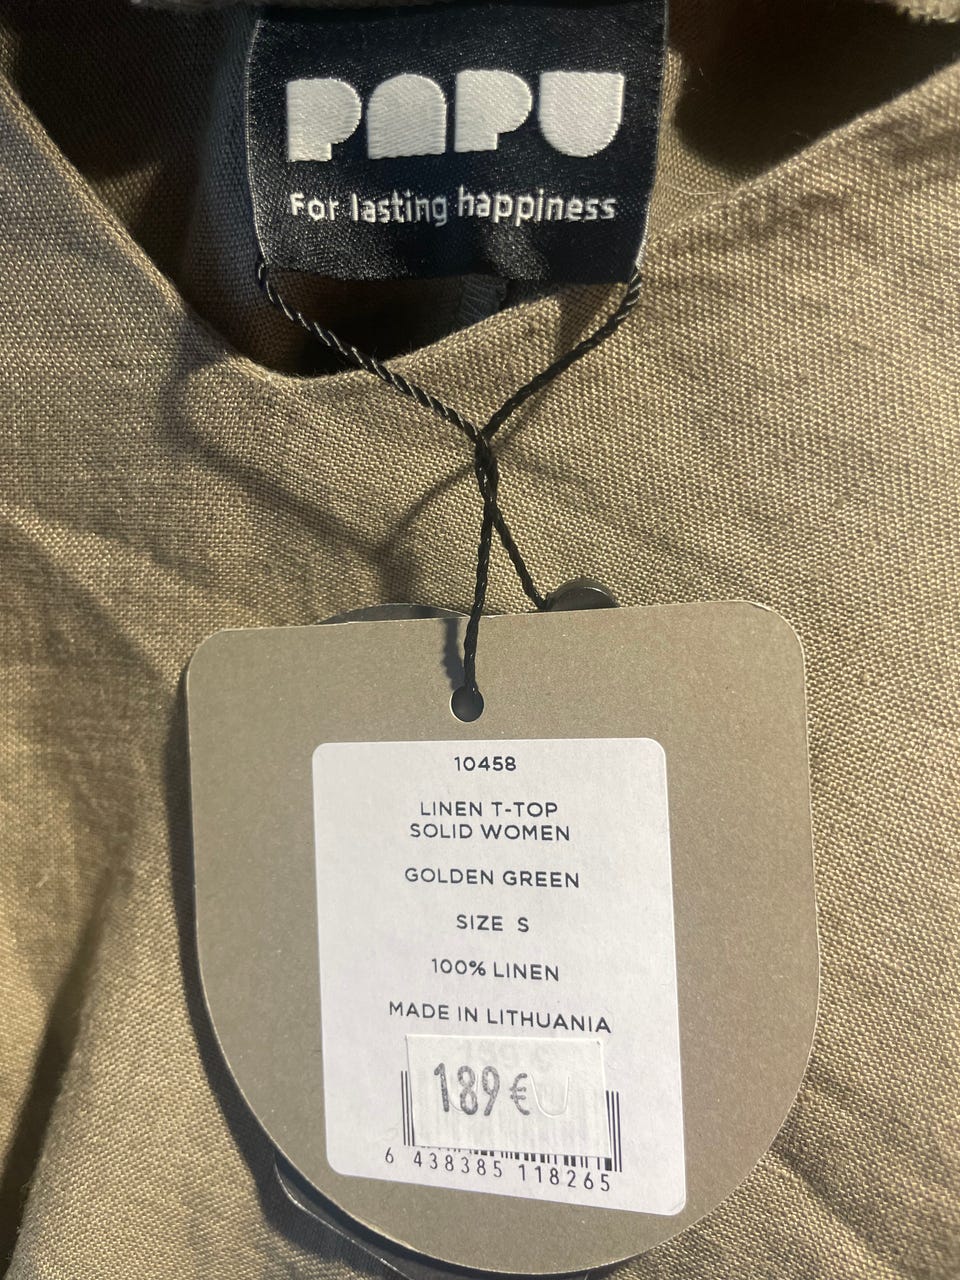 PAPU
For lasting happiness
10458
LINEN T-TOP
SOLID WOMEN
GOLDEN GREEN
SIZE S
100% LINEN
MADE IN LITHUANIA
189 €
6 438385 118265